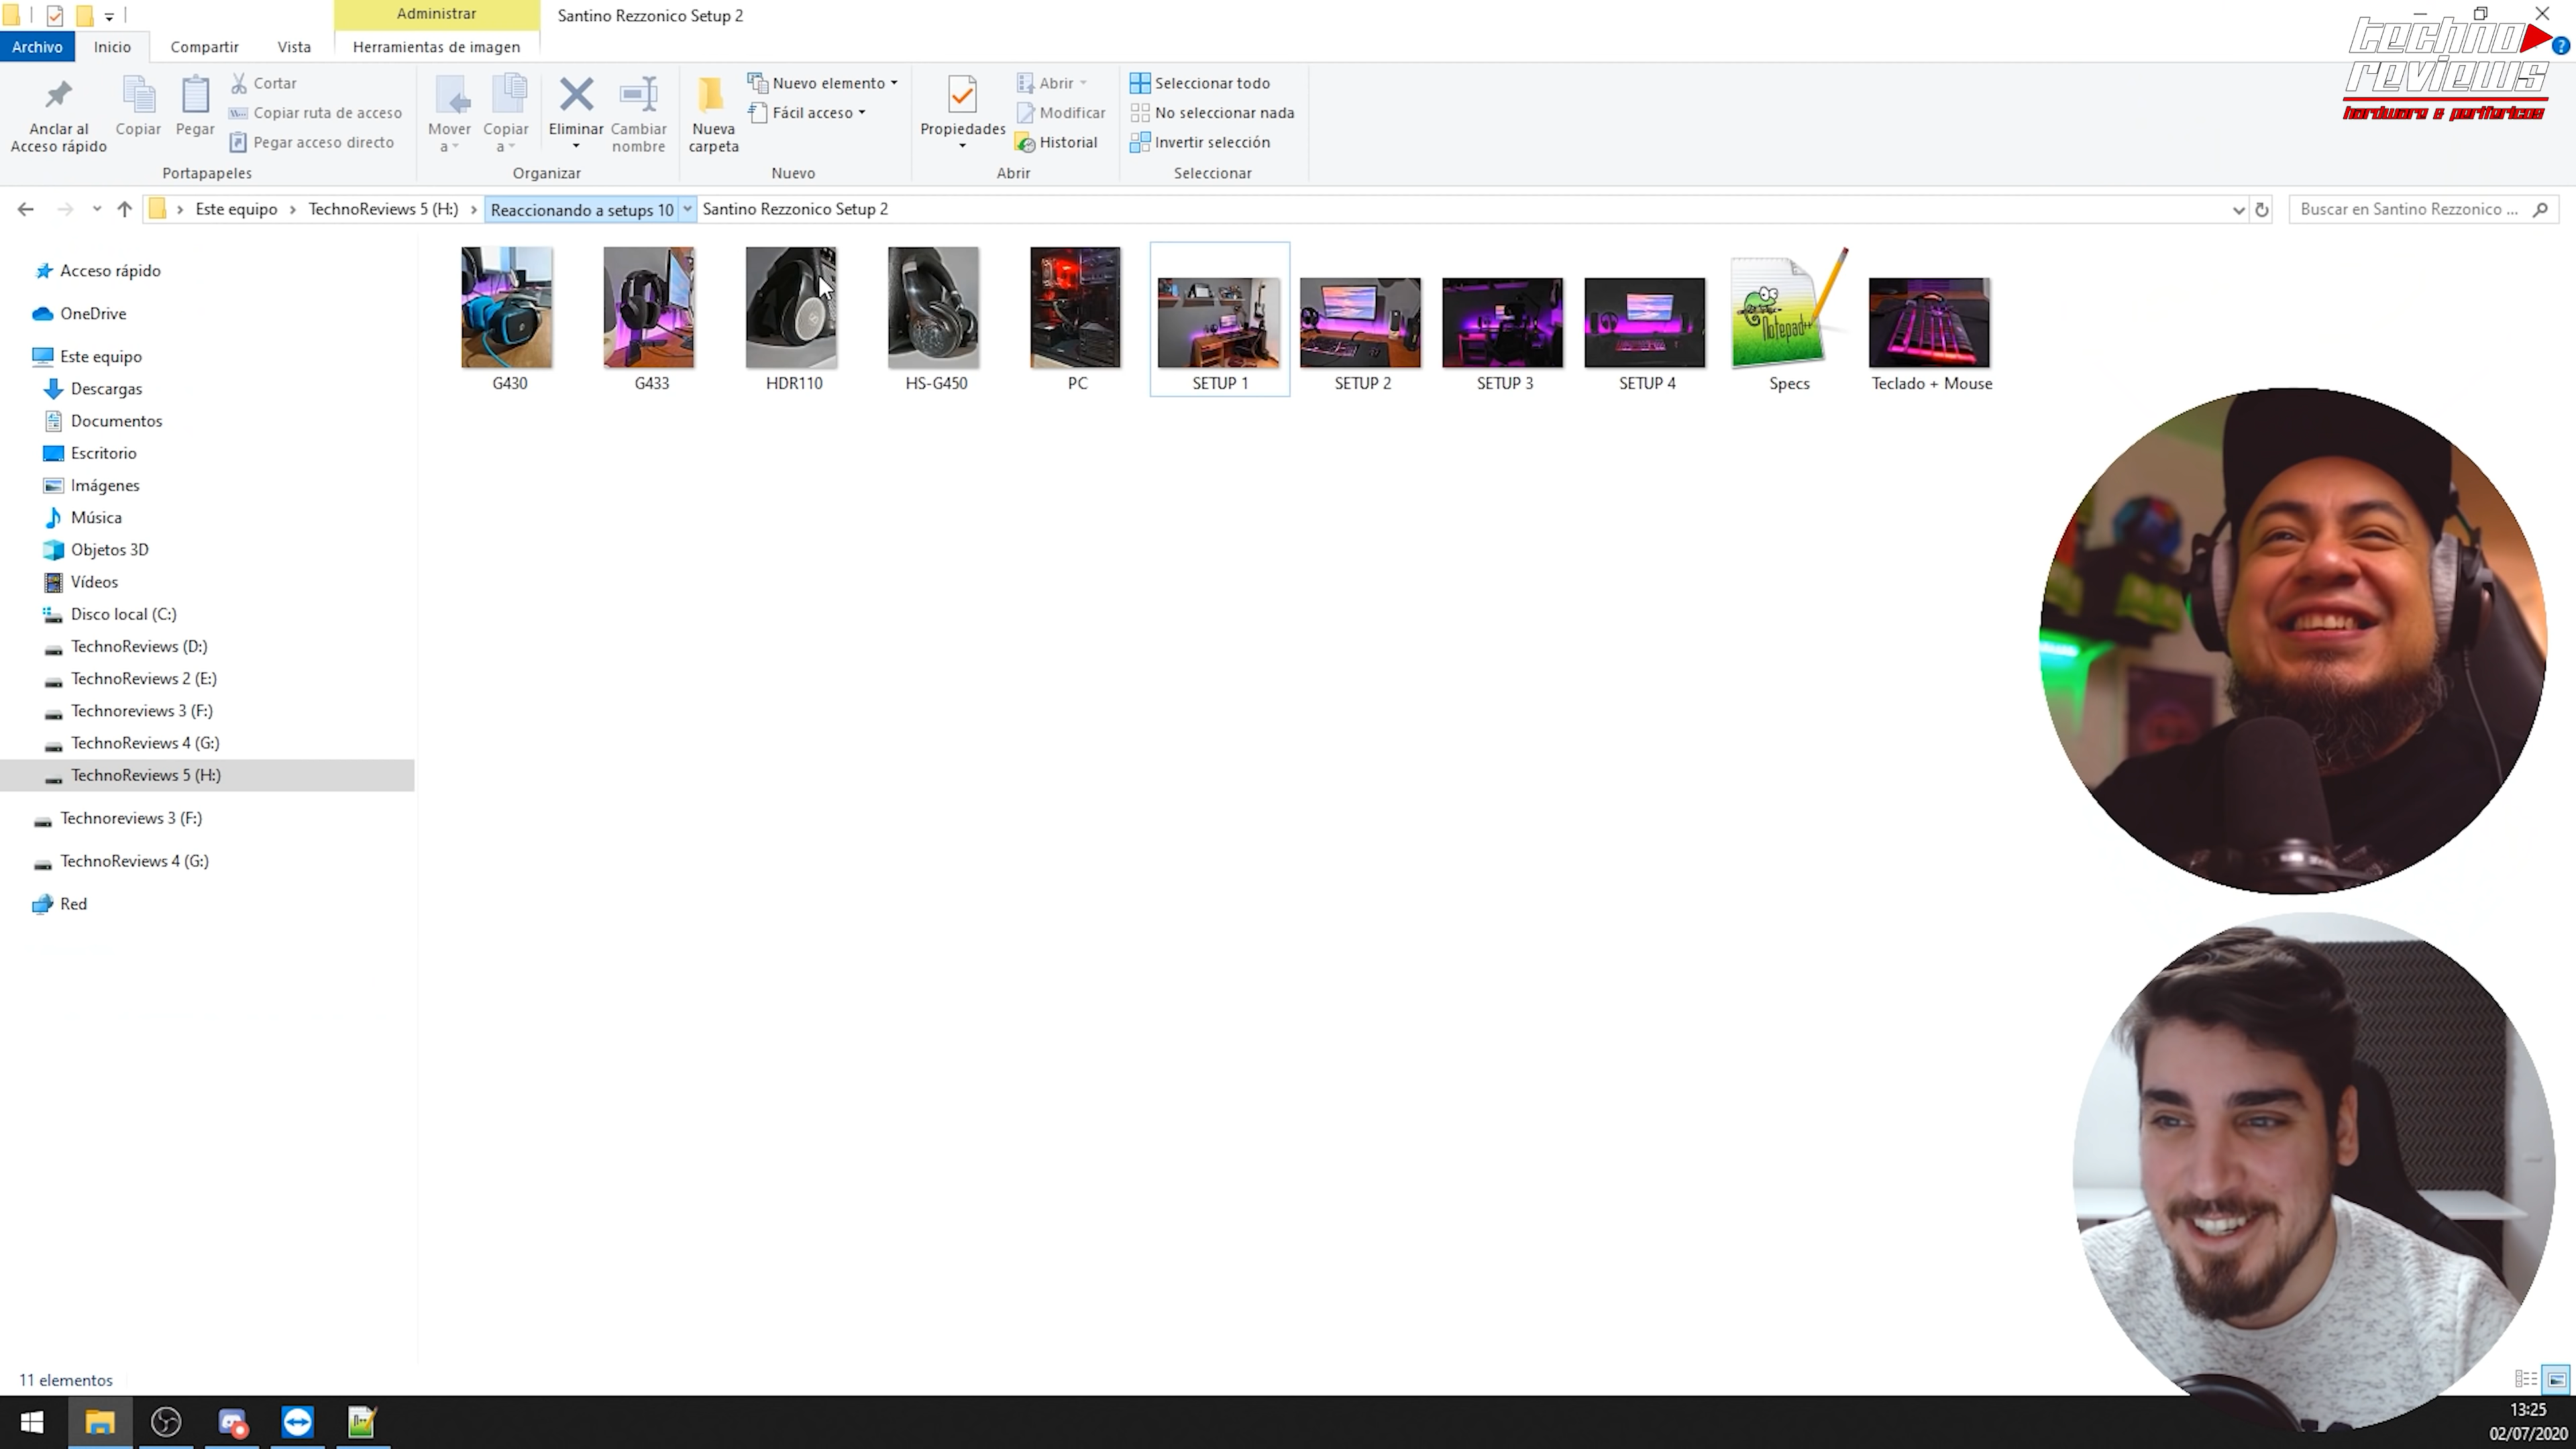 Administrar
Santino Rezzonico Setup 2
Archivo
Inicio
Compartir
Vista
Herramientas de imagen
techno
reviews
hardware & perifericos
?
Anclar al
Acceso rápido
Copiar
Pegar
Cortar
Copiar ruta de acceso
Pegar acceso directo
Mover
a
Copiar
a
Eliminar
Cambiar
nombre
Nueva
carpeta
Nuevo elemento
Fácil acceso
Propiedades
Abrir
Modificar
Historial
Seleccionar todo
No seleccionar nada
Invertir selección
Portapapeles
Organizar
Nuevo
Abrir
Seleccionar
Este equipo
TechnoReviews 5 (H:)
Reaccionando a setups 10
Santino Rezzonico Setup 2
Buscar en Santino Rezzonico ...
Acceso rápido
OneDrive
Este equipo
Descargas
Documentos
Escritorio
Imágenes
Música
Objetos 3D
Vídeos
Disco local (C:)
TechnoReviews (D:)
TechnoReviews 2 (E:)
Technoreviews 3 (F:)
TechnoReviews 4 (G:)
TechnoReviews 5 (H:)
Technoreviews 3 (F:)
TechnoReviews 4 (G:)
Red
Notepad++
G430
G433
HDR110
HS-G450
PC
SETUP 1
SETUP 2
SETUP 3
SETUP 4
Specs
Teclado + Mouse
11 elementos
13:25
02/07/2020